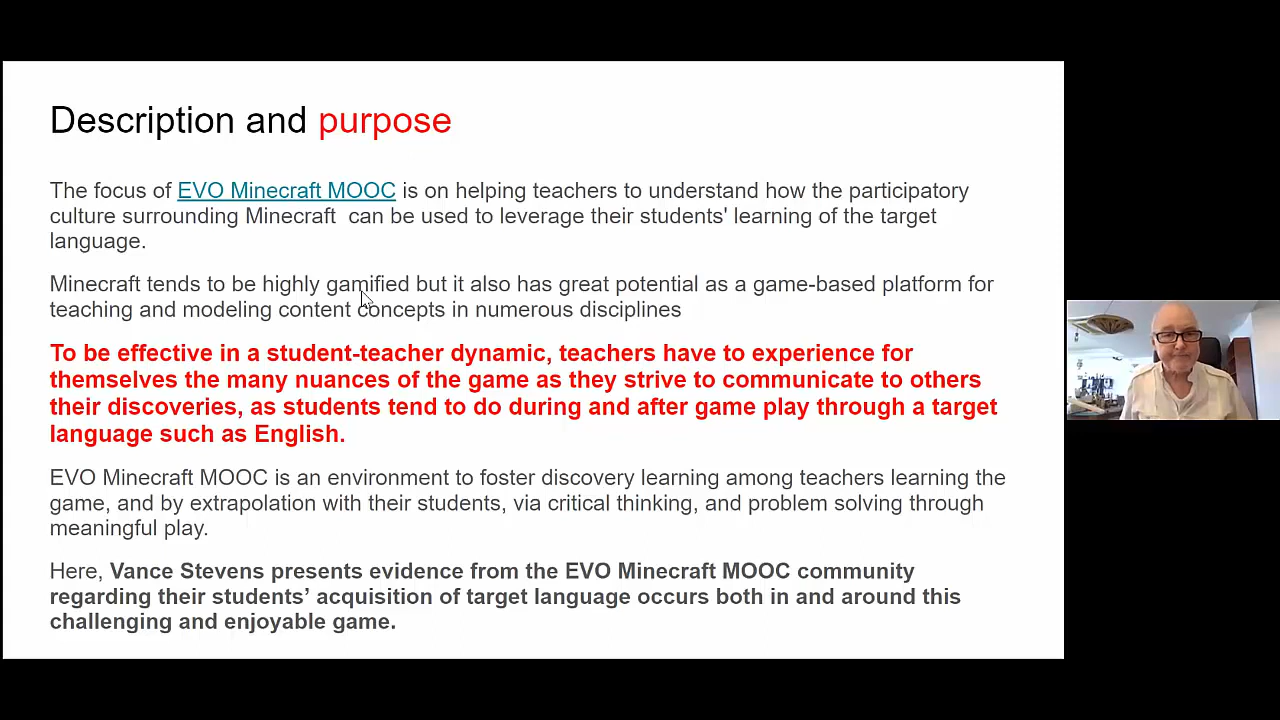 Description and purpose
The focus of EVO Minecraft MOOC is on helping teachers to understand how the participatory
culture surrounding Minecraft  can be used to leverage their students' learning of the target
language.
Minecraft tends to be highly gamified but it also has great potential as a game-based platform for
teaching and modeling content concepts in numerous disciplines
To be effective in a student-teacher dynamic, teachers have to experience for
themselves the many nuances of the game as they strive to communicate to others
their discoveries, as students tend to do during and after game play through a target
language such as English.
EVO Minecraft MOOC is an environment to foster discovery learning among teachers learning the
game, and by extrapolation with their students, via critical thinking, and problem solving through
meaningful play.
Here, Vance Stevens presents evidence from the EVO Minecraft MOOC community
regarding their students’ acquisition of target language occurs both in and around this
challenging and enjoyable game.